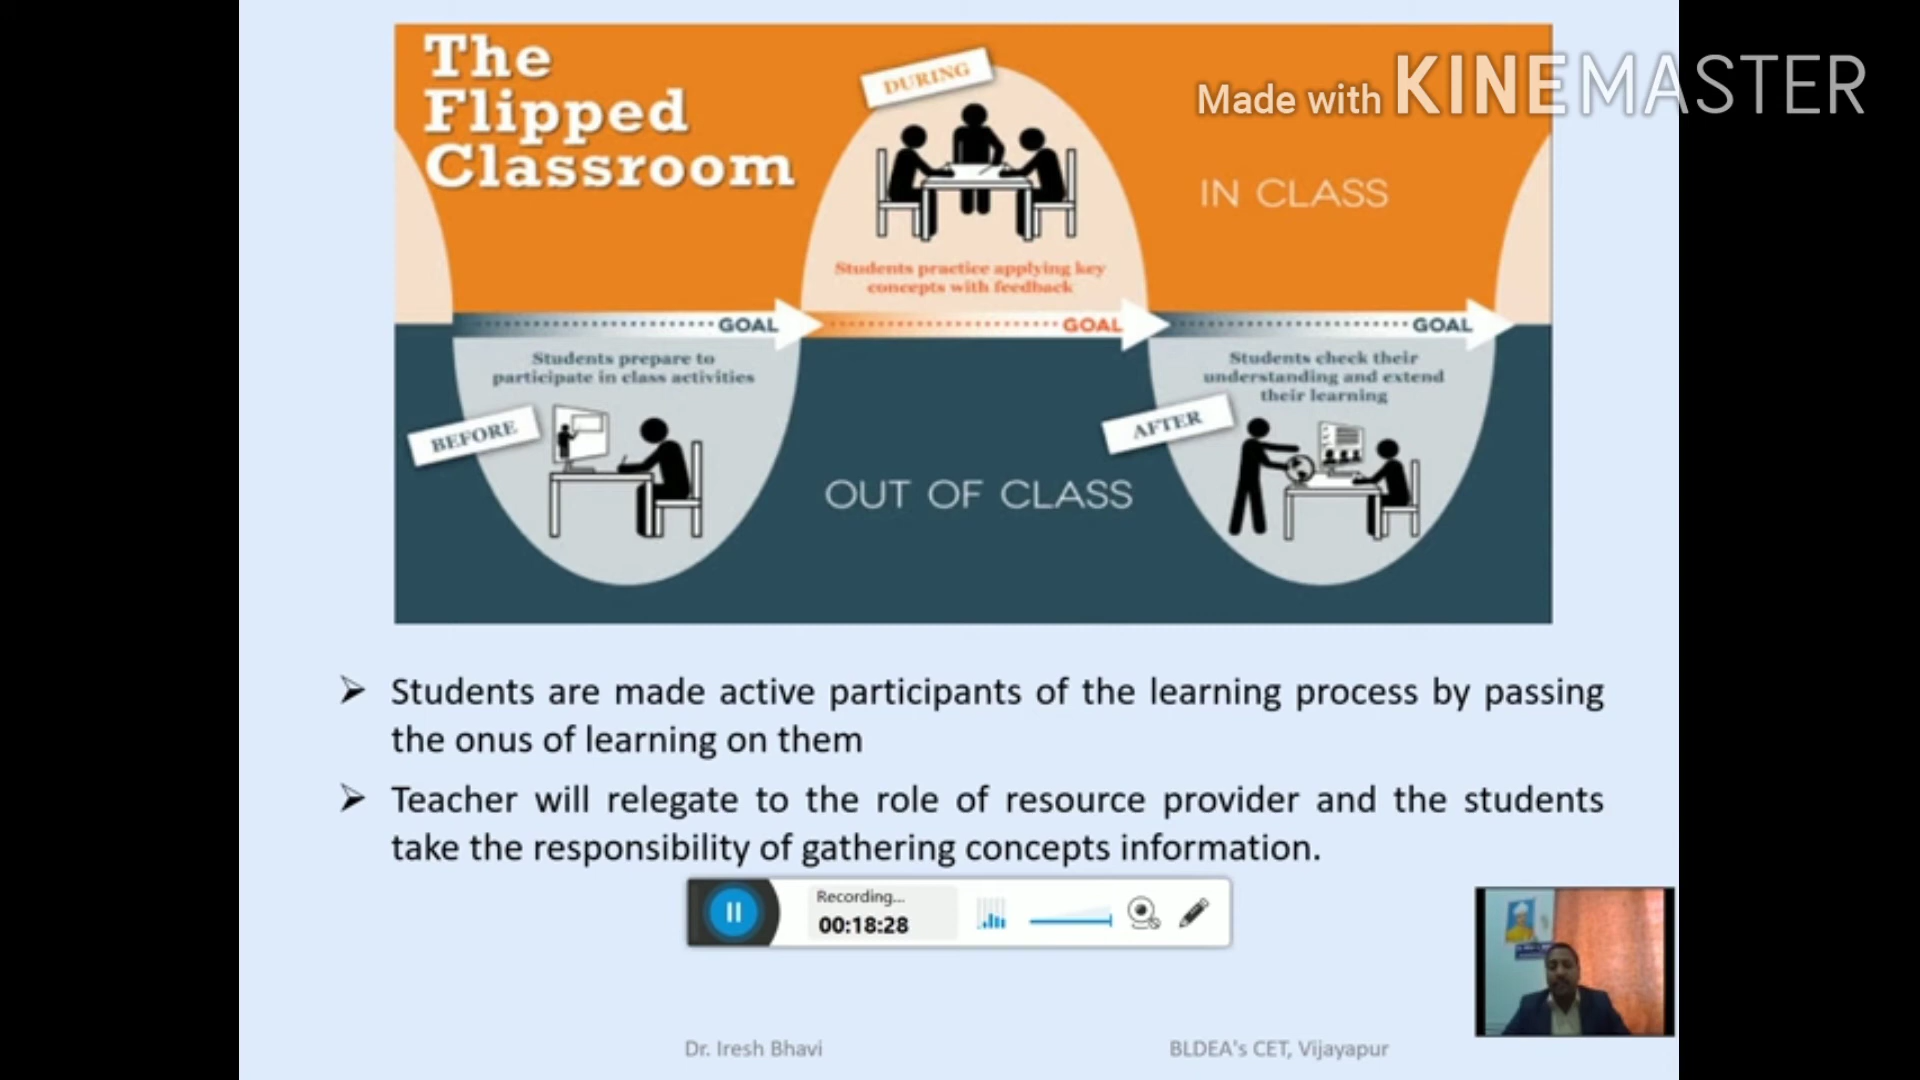 The
Flipped
Classroom
DURING
Made with KINEMASTER
IN CLASS
Students practice applying key
concepts with feedback
GOAL
GOAL
GOAL
Students prepare to
participate in class activities
BEFORE
Students check their
understanding and extend
their learning
AFTER
OUT OF CLASS
Students are made active participants of the learning process by passing
the onus of learning on them
Teacher will relegate to the role of resource provider and the students
take the responsibility of gathering concepts information.
Recording...
00:18:28
Dr. Iresh Bhavi
BLDEA's CET, Vijayapur